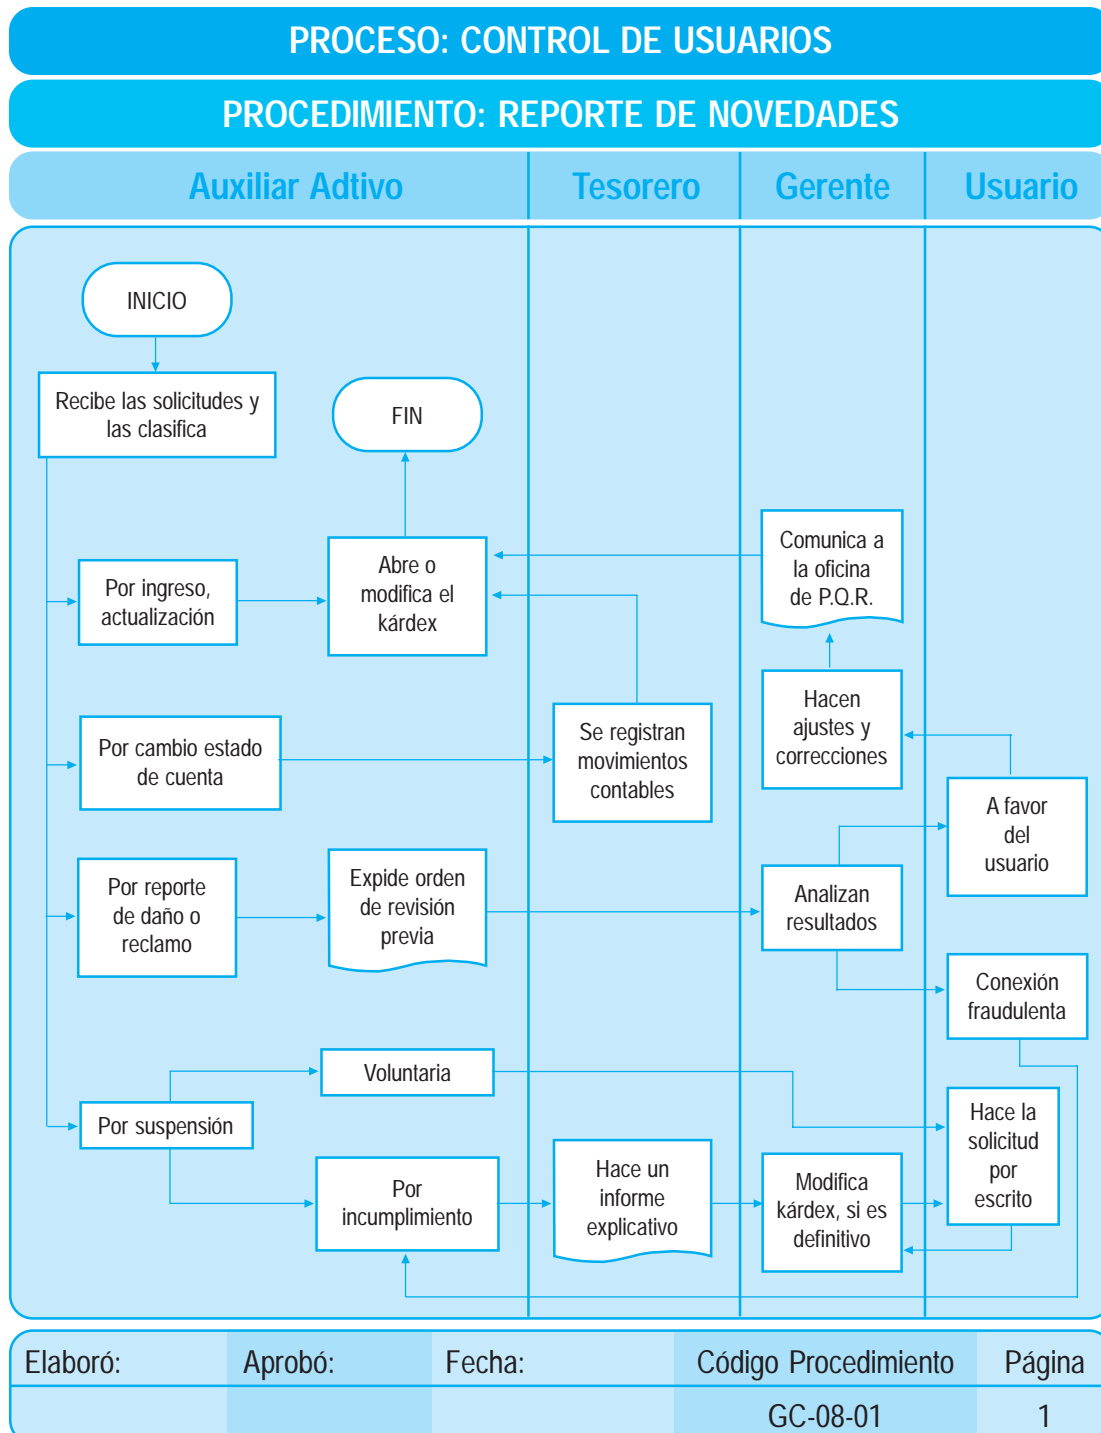 PROCESO: CONTROL DE USUARIOS
PROCEDIMIENTO: REPORTE DE NOVEDADES
Auxiliar Adtivo
Tesorero
Gerente
Usuario
INICIO
Recibe las solicitudes y
las clasifica
FIN
Por ingreso,
actualización
Abre o
modifica el
kárdex
Comunica a
la oficina
de P.Q.R.
Por cambio estado
de cuenta
Se registran
movimientos
contables
Hacen
ajustes y
correcciones
A favor
del
usuario
Por reporte
de daño o
reclamo
Expide orden
de revisión
previa
Analizan
resultados
Conexión
fraudulenta
Voluntaria
Por suspensión
Hace la
solicitud
por
escrito
Por
incumplimiento
Hace un
informe
explicativo
Modifica
kárdex, si es
definitivo
Elaboró:
Aprobó:
Fecha:
Código Procedimiento
Página
GC-08-01
1